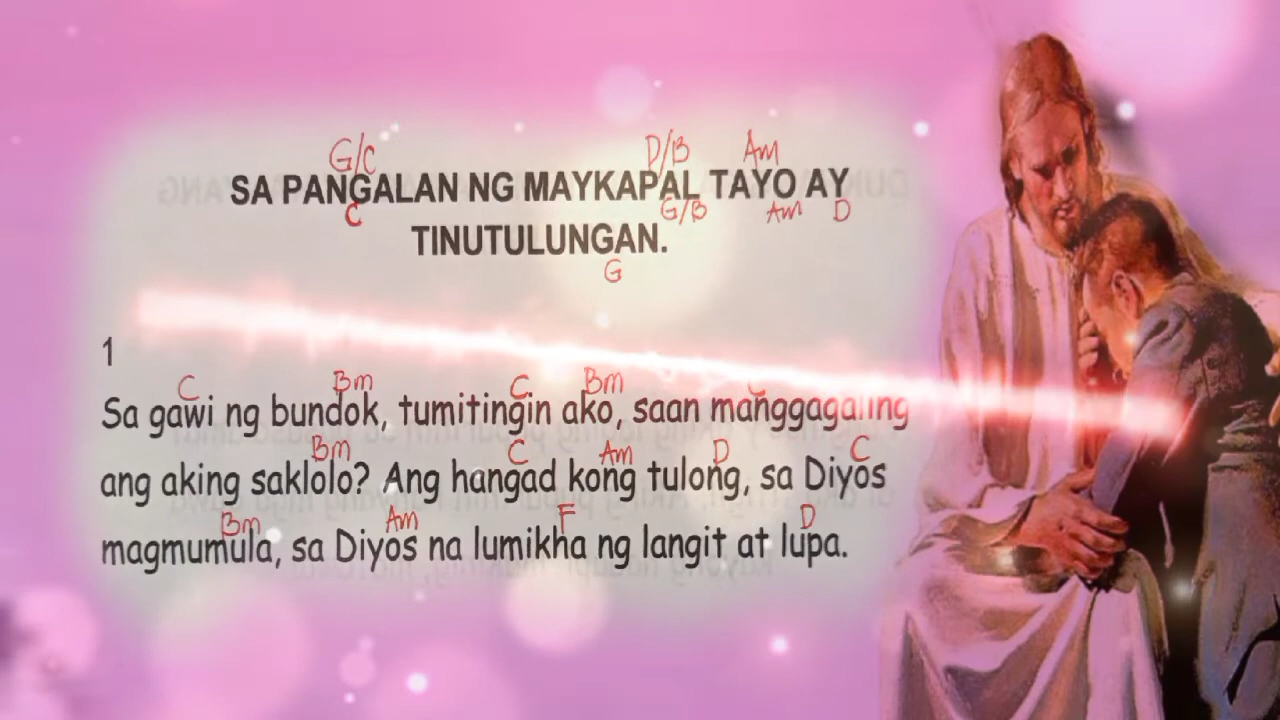 G/C D/B Am
SA PANGALAN NG MAYKAPAL TAYO AY
C G/B Am D
TINUTULUNGAN.
G
1
C Bm C Bm C
Sa gawi ng bundok, tumitingin ako, saan manggagaling
Bm C Am D C
ang aking saklolo? Ang hangad kong tulong, sa Diyos
Bm Am F D
magmumula, sa Diyos na lumikha ng langit at lupa.